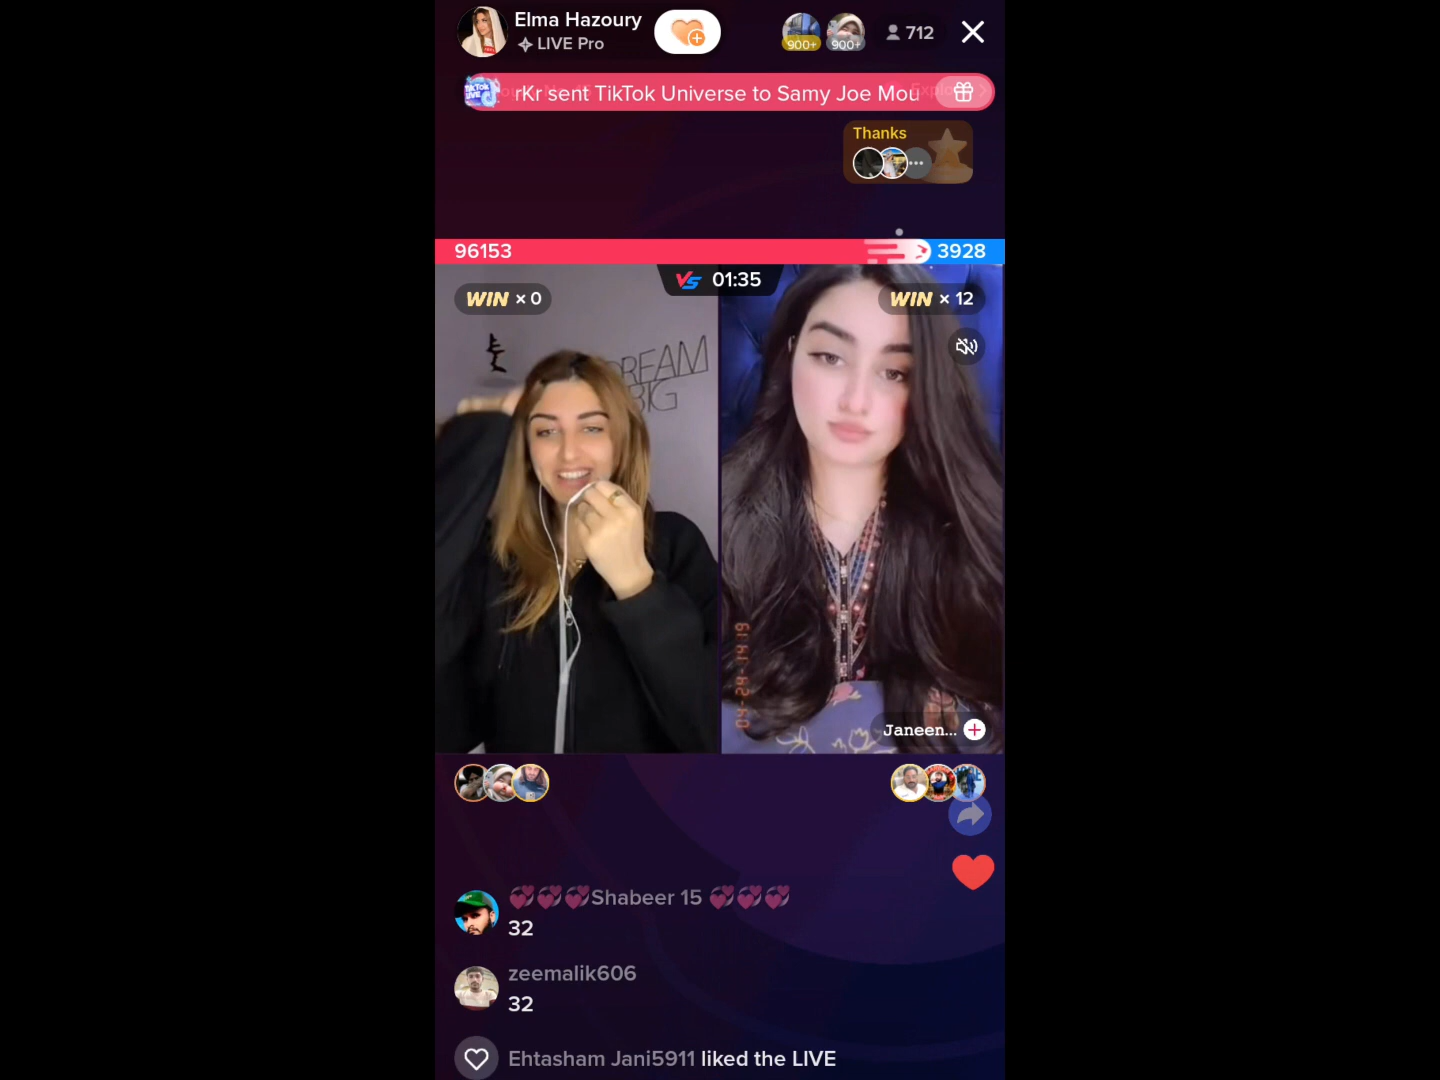 Elma Hazoury
LIVE Pro
900+
900+
712
rKr sent TikTok Universe to Samy Joe Mou
Thanks
96153
3928
VS 01:35
WIN × 0
WIN × 12
DREAM
BIG
Janeen...
Shabeer 15
32
zeemalik606
32
Ehtasham Jani5911 liked the LIVE